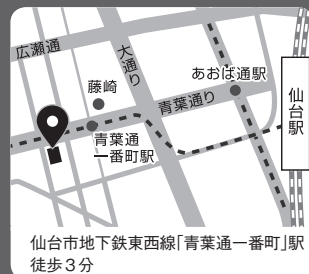 広瀬通
大通り
藤崎
あおば通駅
青葉通り
仙台駅
青葉通
一番町駅
仙台市地下鉄東西線「青葉通一番町」駅
徒歩3分